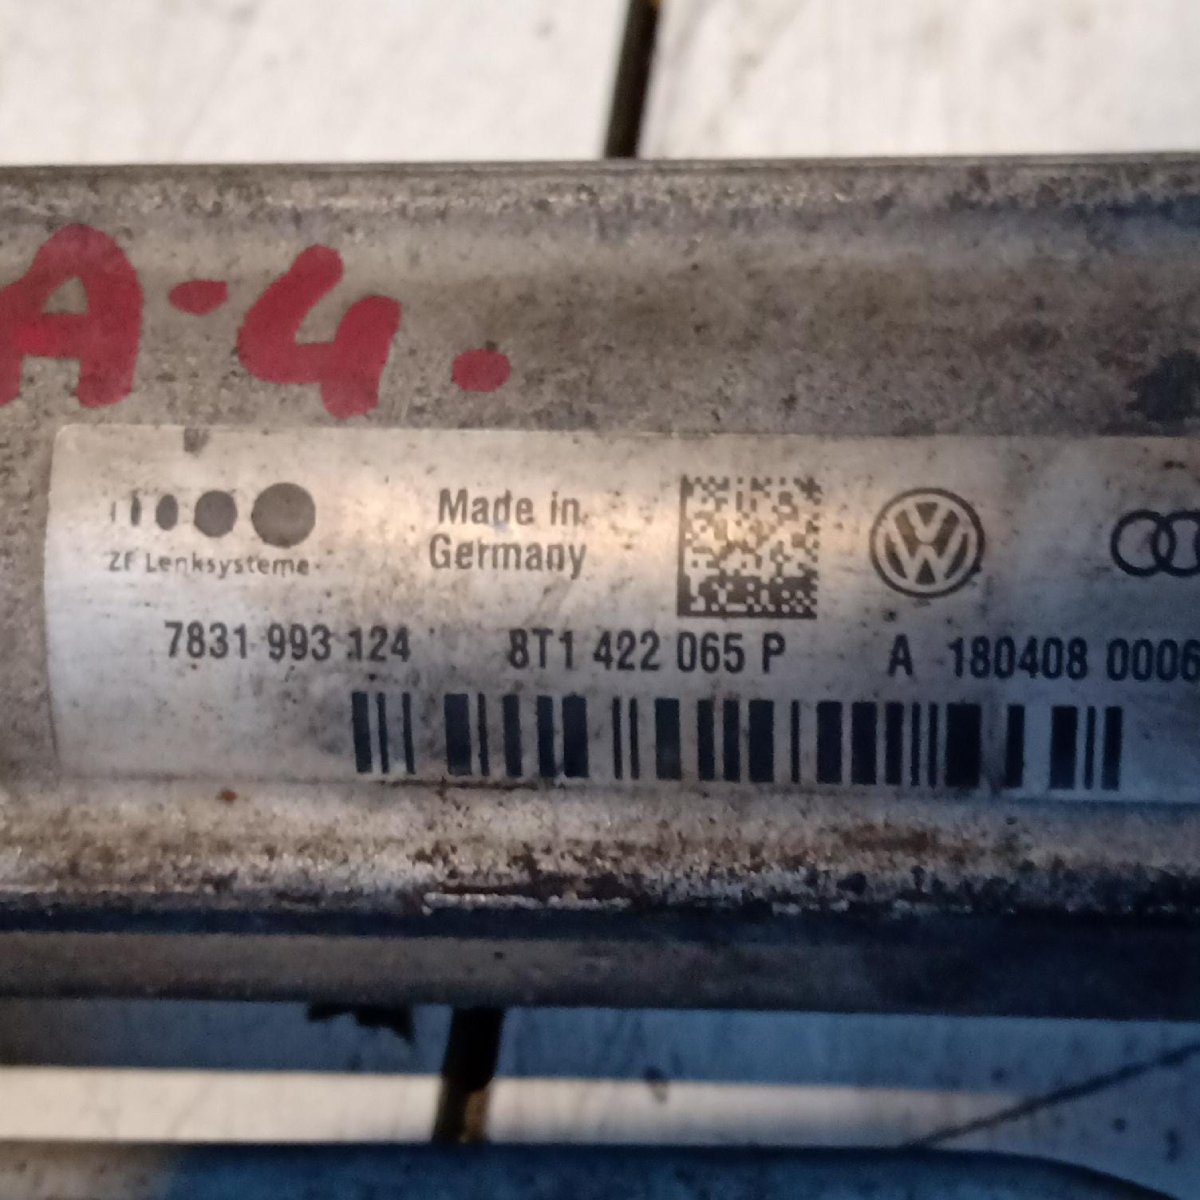 A-4.
Made in
Germany
ZF Lenksysteme
7831 993 124 8T1 422 065 P A 180408 0006